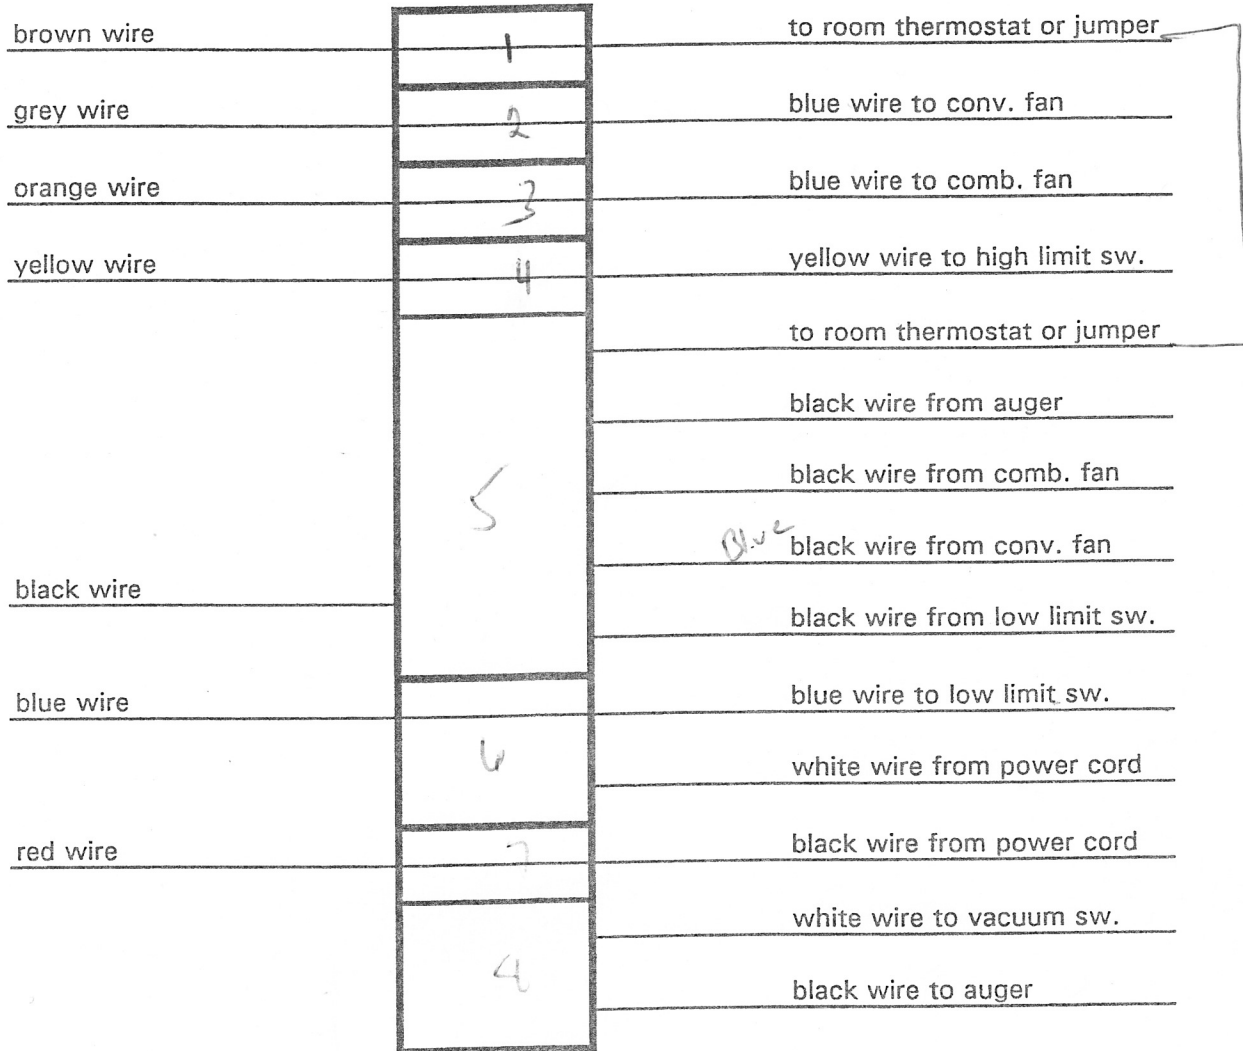 brown wire 1 to room thermostat or jumper
grey wire 2 blue wire to conv. fan
orange wire 3 blue wire to comb. fan
yellow wire 4 yellow wire to high limit sw.
to room thermostat or jumper
black wire from auger
5 black wire from comb. fan
Blue black wire from conv. fan
black wire
black wire from low limit sw.
blue wire blue wire to low limit sw.
6 white wire from power cord
red wire 7 black wire from power cord
white wire to vacuum sw.
black wire to auger